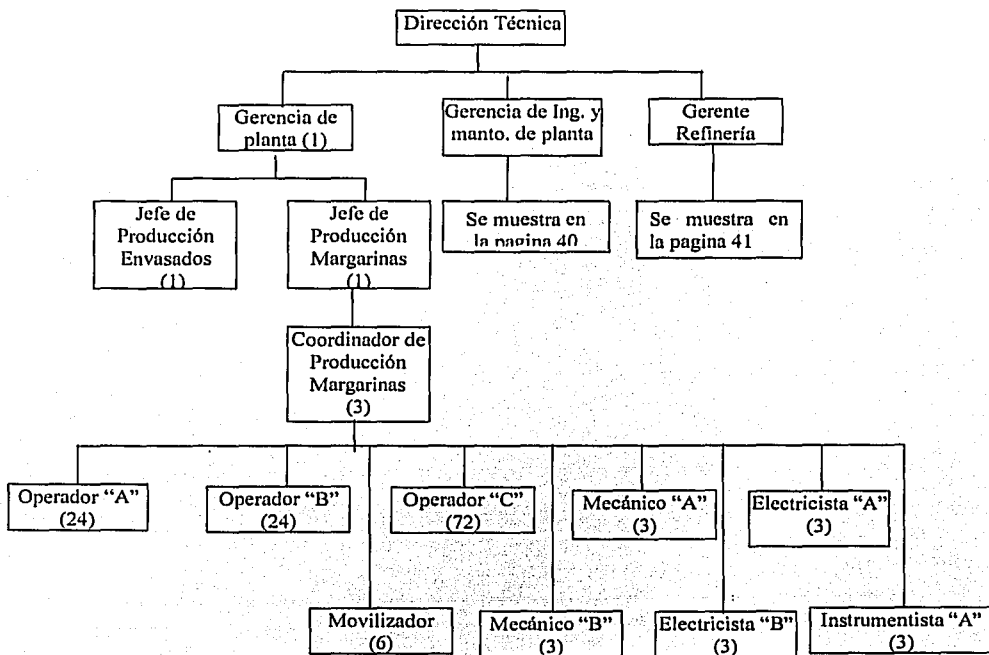 Dirección Técnica
Gerencia de
planta (1)
Gerencia de Ing. y
manto. de planta
Gerente
Refinería
Jefe de
Producción
Envasados
(1)
Jefe de
Producción
Margarinas
(1)
Se muestra en
la pagina 40
Se muestra en
la pagina 41
Coordinador de
Producción
Margarinas
(3)
Operador “A”
(24)
Operador “B”
(24)
Operador “C”
(72)
Mecánico “A”
(3)
Electricista “A”
(3)
Movilizador
(6)
Mecánico “B”
(3)
Electricista “B”
(3)
Instrumentista “A”
(3)